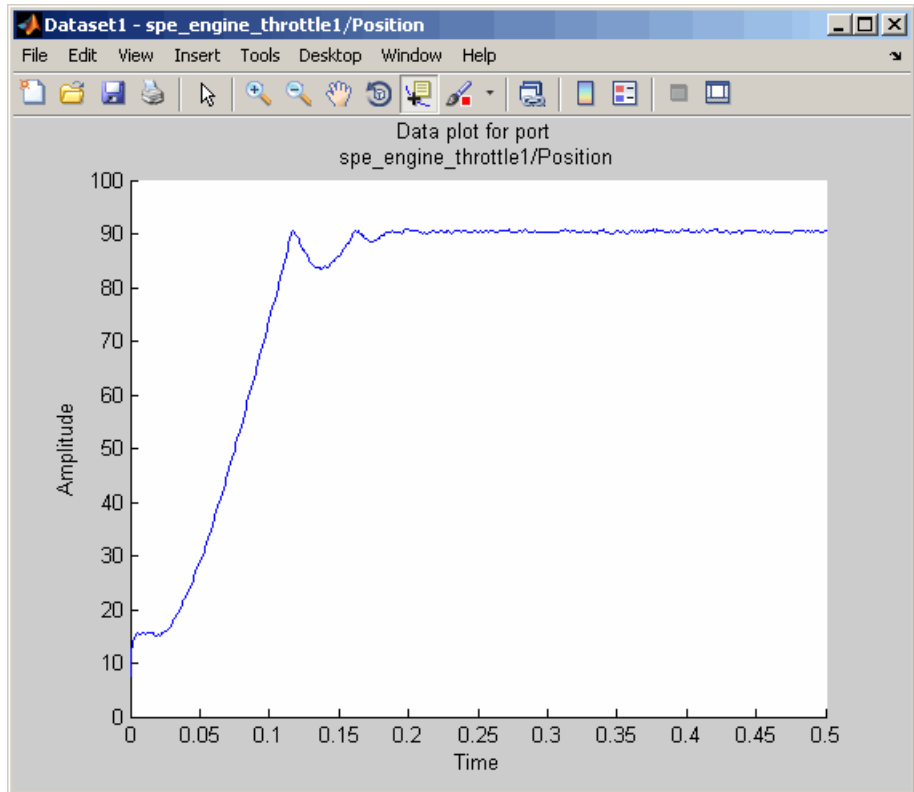 Dataset1 - spe_engine_throttle1/Position
File Edit View Insert Tools Desktop Window Help
Data plot for port
spe_engine_throttle1/Position
100
90
80
70
60
50
40
30
20
10
0
Amplitude
0 0.05 0.1 0.15 0.2 0.25 0.3 0.35 0.4 0.45 0.5
Time